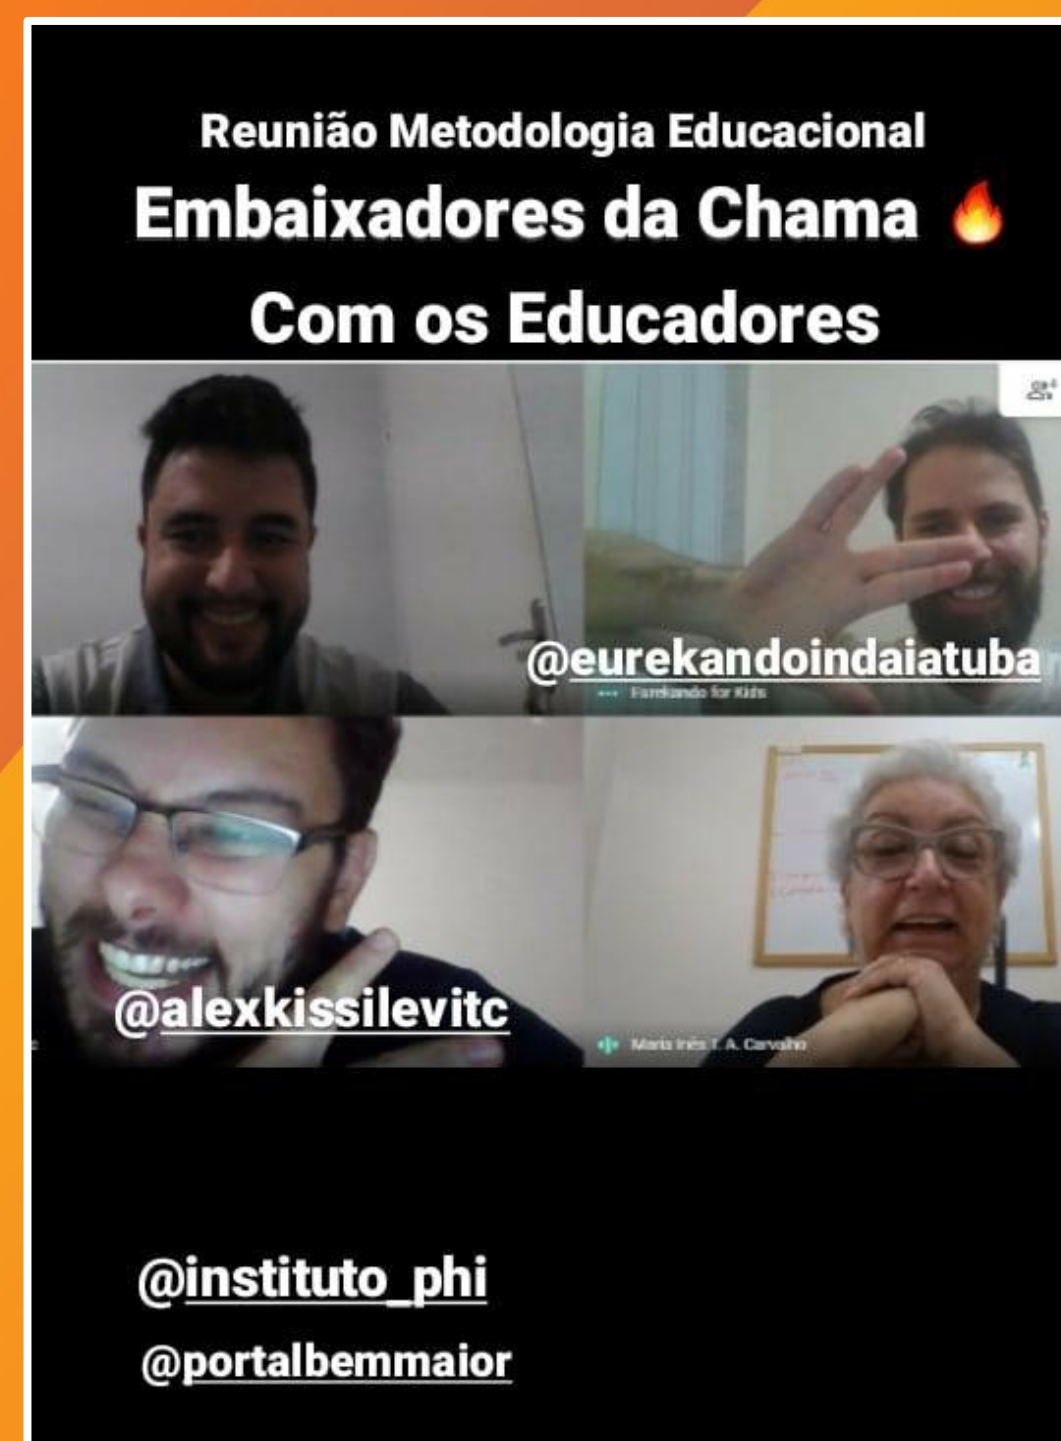 Reunião Metodologia Educacional
Embaixadores da Chama 🔥
Com os Educadores
@eurekandoindaiatuba
Eurekando for Kids
@alexkissilevitc
Maria Inês T. A. Carvalho
@instituto_phi
@portalbemmaior